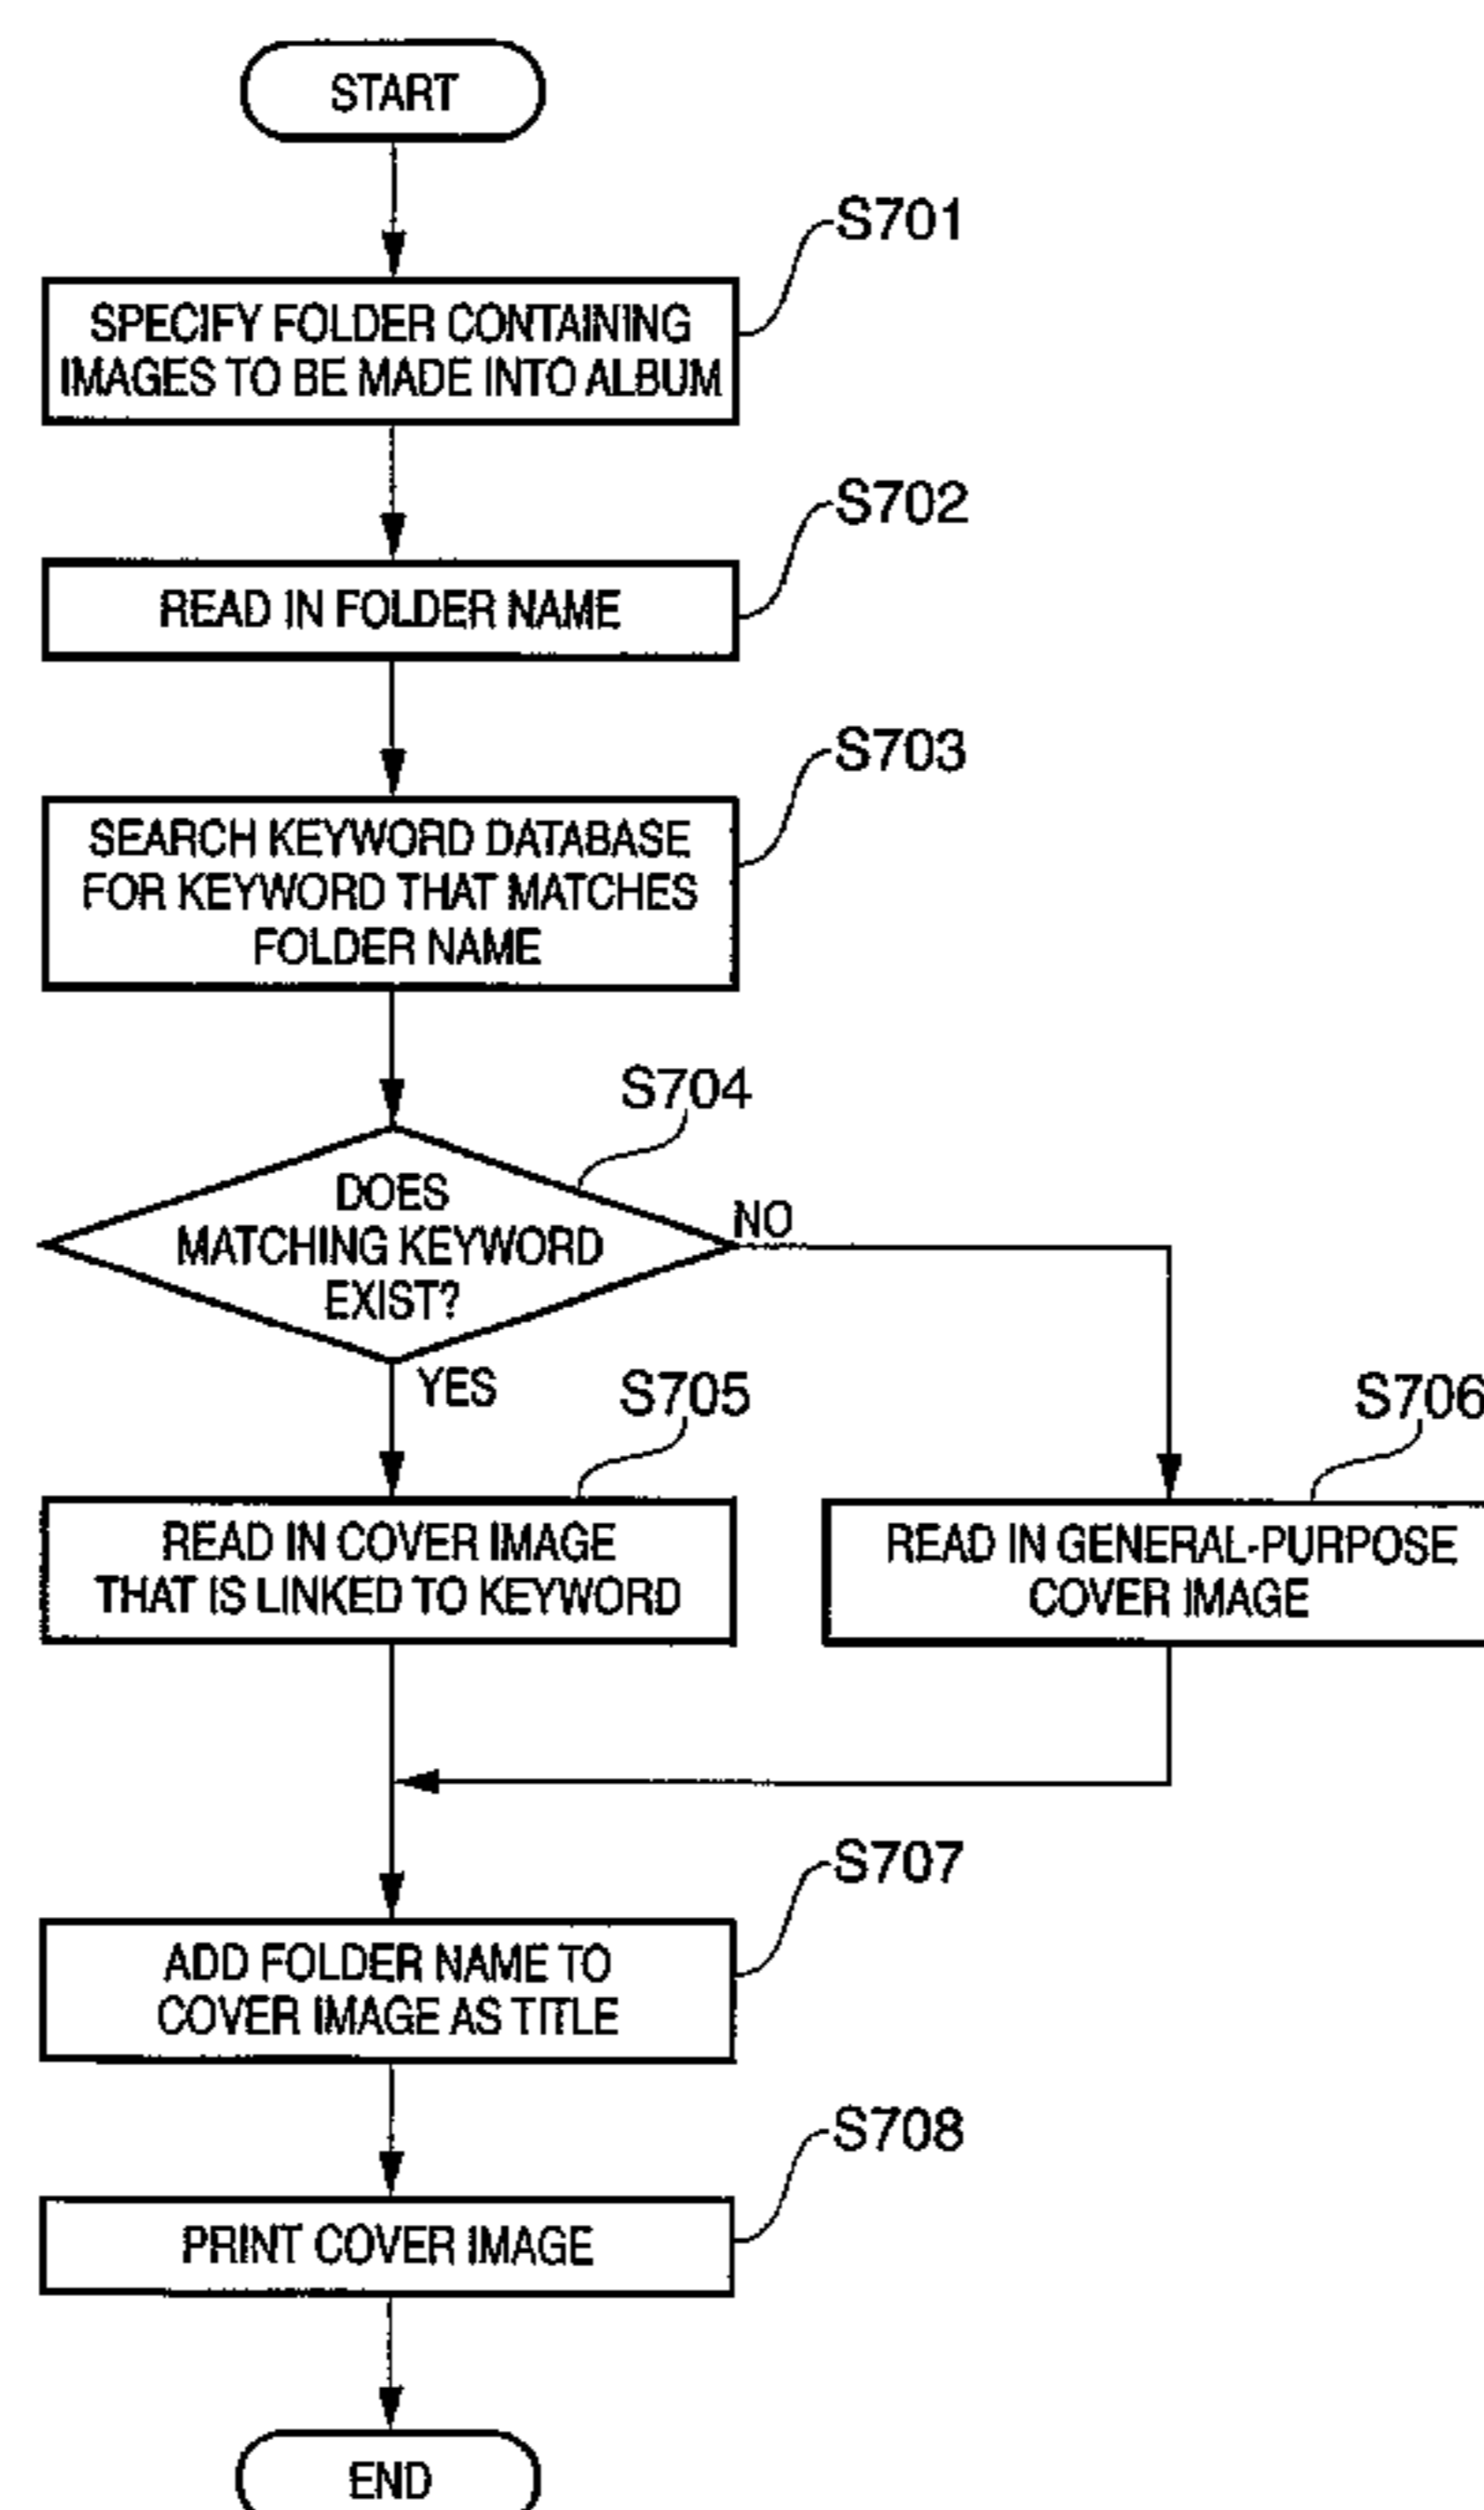 START
S701
SPECIFY FOLDER CONTAINING
IMAGES TO BE MADE INTO ALBUM
S702
READ IN FOLDER NAME
S703
SEARCH KEYWORD DATABASE
FOR KEYWORD THAT MATCHES
FOLDER NAME
S704
DOES
MATCHING KEYWORD
EXIST?
NO
YES
S705
READ IN COVER IMAGE
THAT IS LINKED TO KEYWORD
S706
READ IN GENERAL-PURPOSE
COVER IMAGE
S707
ADD FOLDER NAME TO
COVER IMAGE AS TITLE
S708
PRINT COVER IMAGE
END